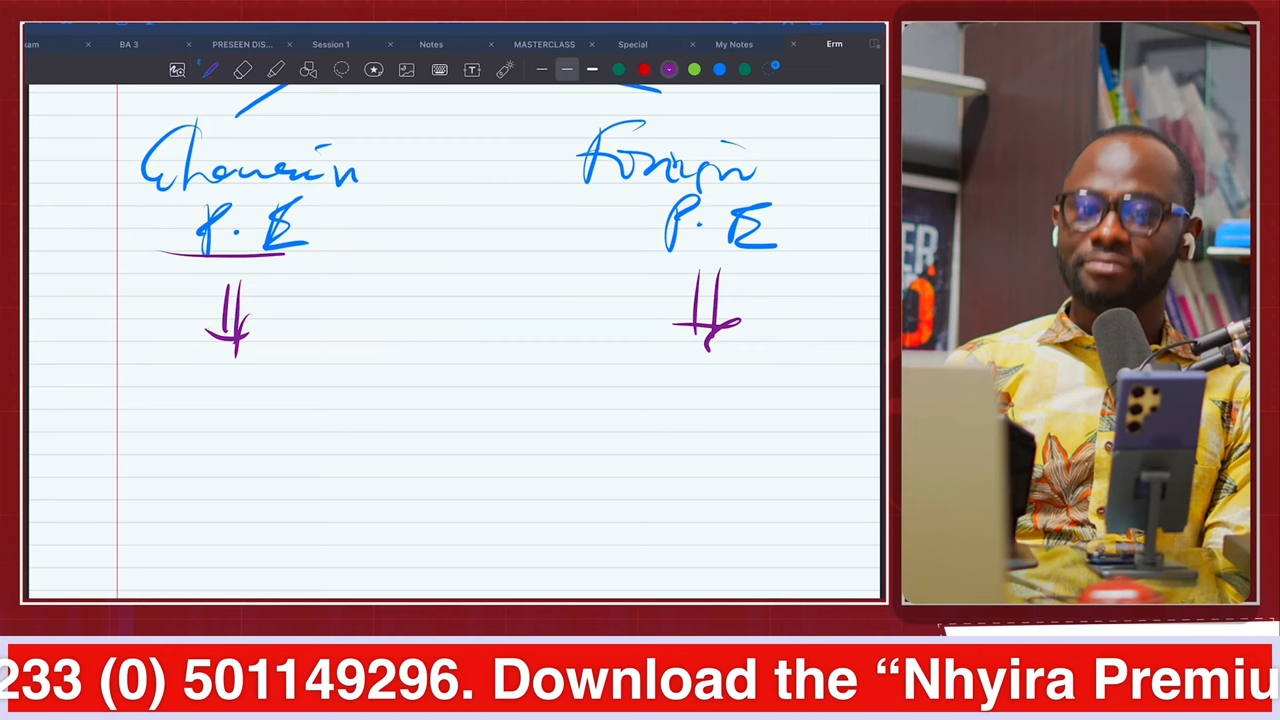 am
BA 3
PRESEEN DIS...
Session 1
Notes
MASTERCLASS
Special
My Notes
Erm
Foreign
P. E
P. E
ER
233 (0) 501149296. Download the “Nhyira Premiu